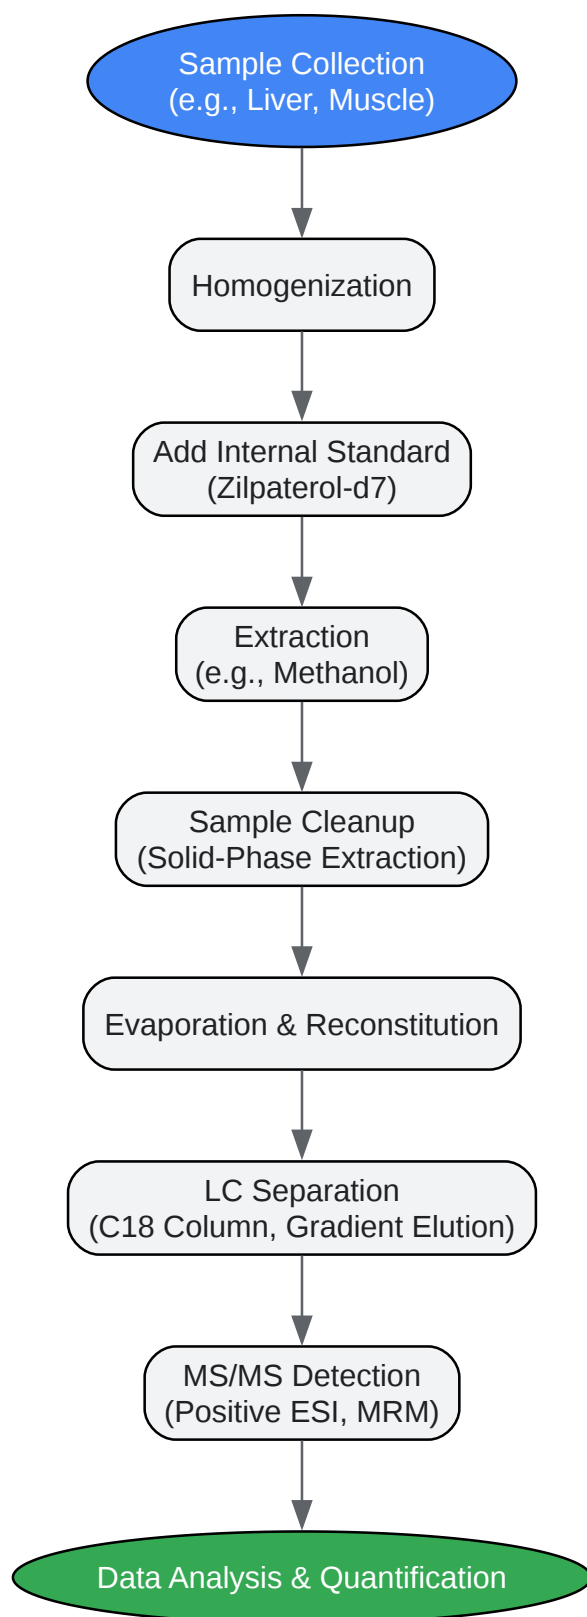 Sample Collection
(e.g., Liver, Muscle)
Homogenization
Add Internal Standard
(Zilpaterol-d7)
Extraction
(e.g., Methanol)
Sample Cleanup
(Solid-Phase Extraction)
Evaporation & Reconstitution
LC Separation
(C18 Column, Gradient Elution)
MS/MS Detection
(Positive ESI, MRM)
Data Analysis & Quantification